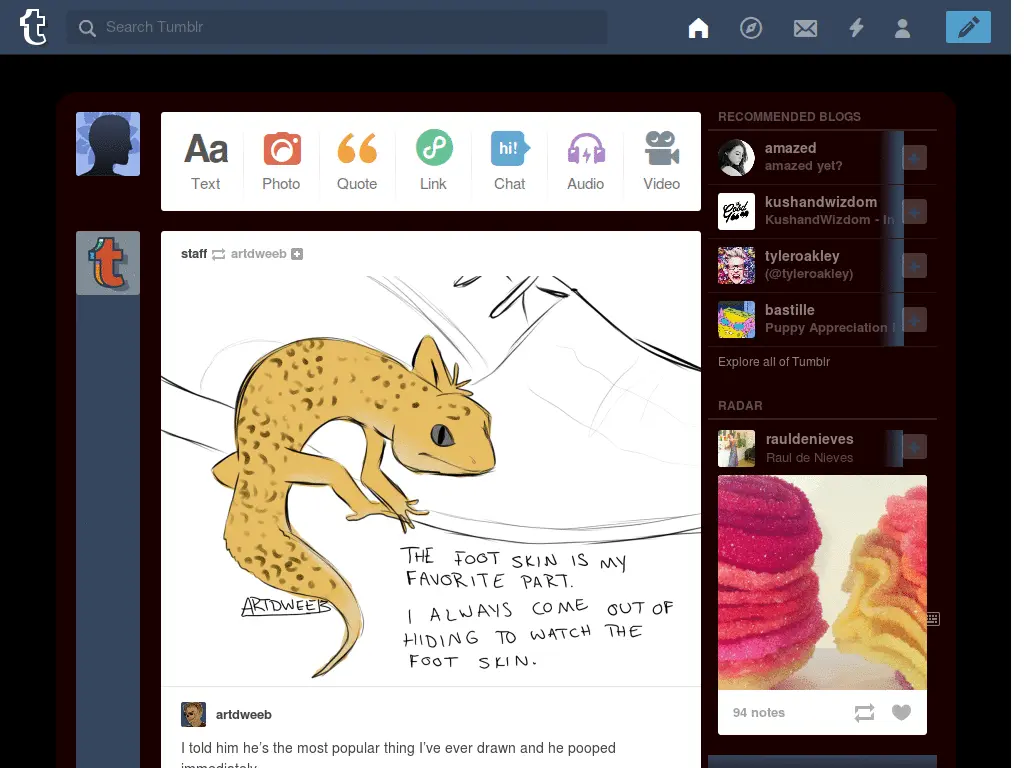 t
Search Tumblr
Aa
hi!
Text
Photo
Quote
Link
Chat
Audio
Video
staff artdweeb
THE FOOT SKIN IS MY
FAVORITE PART.
I ALWAYS COME OUT OF
HIDING TO WATCH THE
FOOT SKIN.
ARTDWEEB
artdweeb
I told him he's the most popular thing I've ever drawn and he pooped
immediately
RECOMMENDED BLOGS
amazed
amazed yet?
kushandwizdom
KushandWizdom - In
tyleroakley
(@tyleroakley)
bastille
Puppy Appreciation
Explore all of Tumblr
RADAR
rauldenieves
Raul de Nieves
94 notes